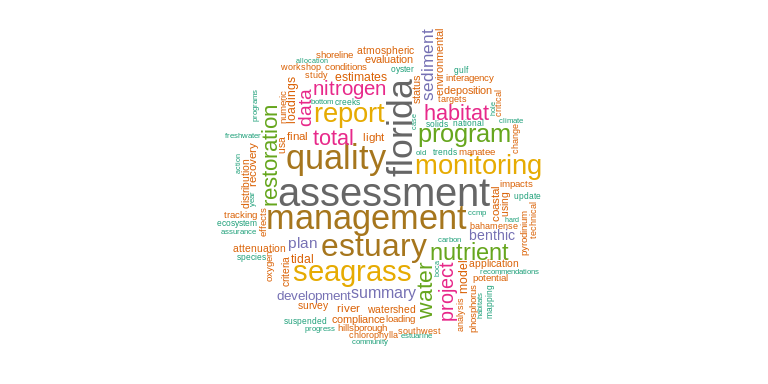 shoreline
atmospheric
allocation
evaluation
workshop
conditions
oyster
gulf
study
estimates
interagency
loadings
nitrogen
status
sediment
environmental
deposition
targets
critical
numeric
data
bottom
creeks
report
florida
habitat
hole
programs
restoration
total
light
case
solids
national
climate
freshwater
usa
final
program
change
quality
old
trends
manatee
action
recovery
monitoring
impacts
distribution
assessment
coastal
using
update
year
tracking
effects
management
ccmp
hard
ecosystem
bahamense
pyrodinium
technical
assurance
plan
estuary
benthic
attenuation
carbon
nutrient
species
tidal
oxygen
criteria
seagrass
water
boca
model
application
recommendations
potential
development
summary
project
phosphorus
habitats
mapping
survey
river
watershed
suspended
compliance
loading
analysis
progress
hillsborough
southwest
chlorophylla
estuarine
community